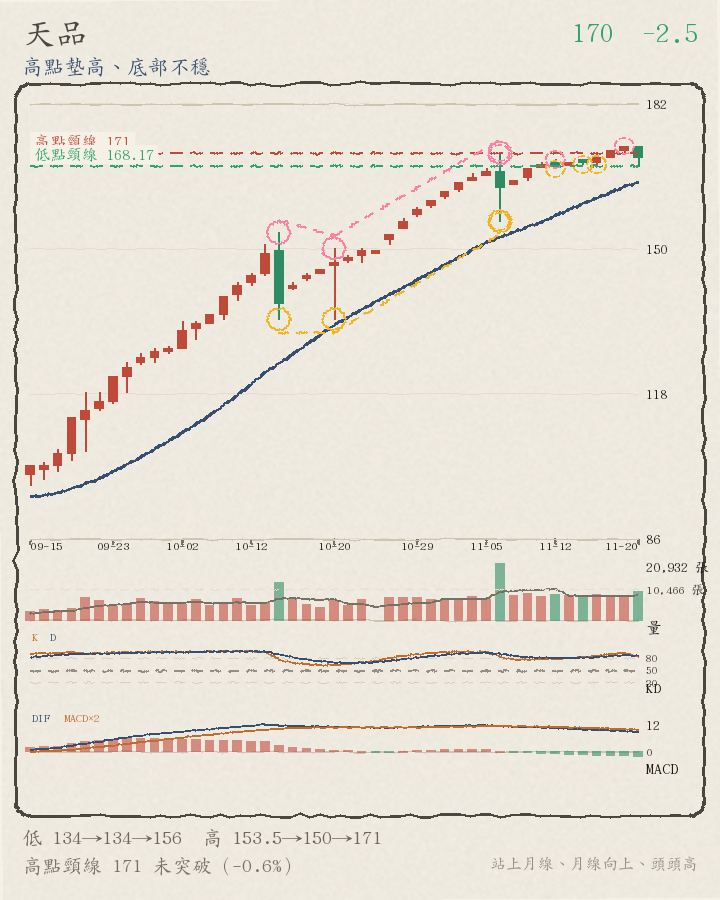 天品
170 -2.5
高點墊高、底部不穩
182
高點頸線 171
低點頸線 168.17
150
118
86
09-15 09-23 10-02 10-12 10-20 10-29 11-05 11-12 11-20
20,932 張
10,466 張
量
K D
80
50
20
KD
DIF MACD×2
12
0
MACD
低 134→134→156 高 153.5→150→171
高點頸線 171 未突破 (-0.6%)
站上月線、月線向上、頭頭高